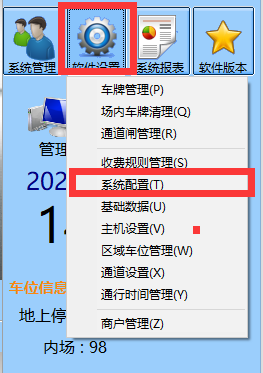 系统管理 软件设置 系统报表 软件版本
车牌管理(P)
场内车牌清理(Q)
通道闸管理(R)
管理
收费规则管理(S)
系统配置(T)
202
基础数据(U)
主机设置(V)
1
区域车位管理(W)
通道设置(X)
车位信息
通行时间管理(Y)
地上停
商户管理(Z)
内场：98